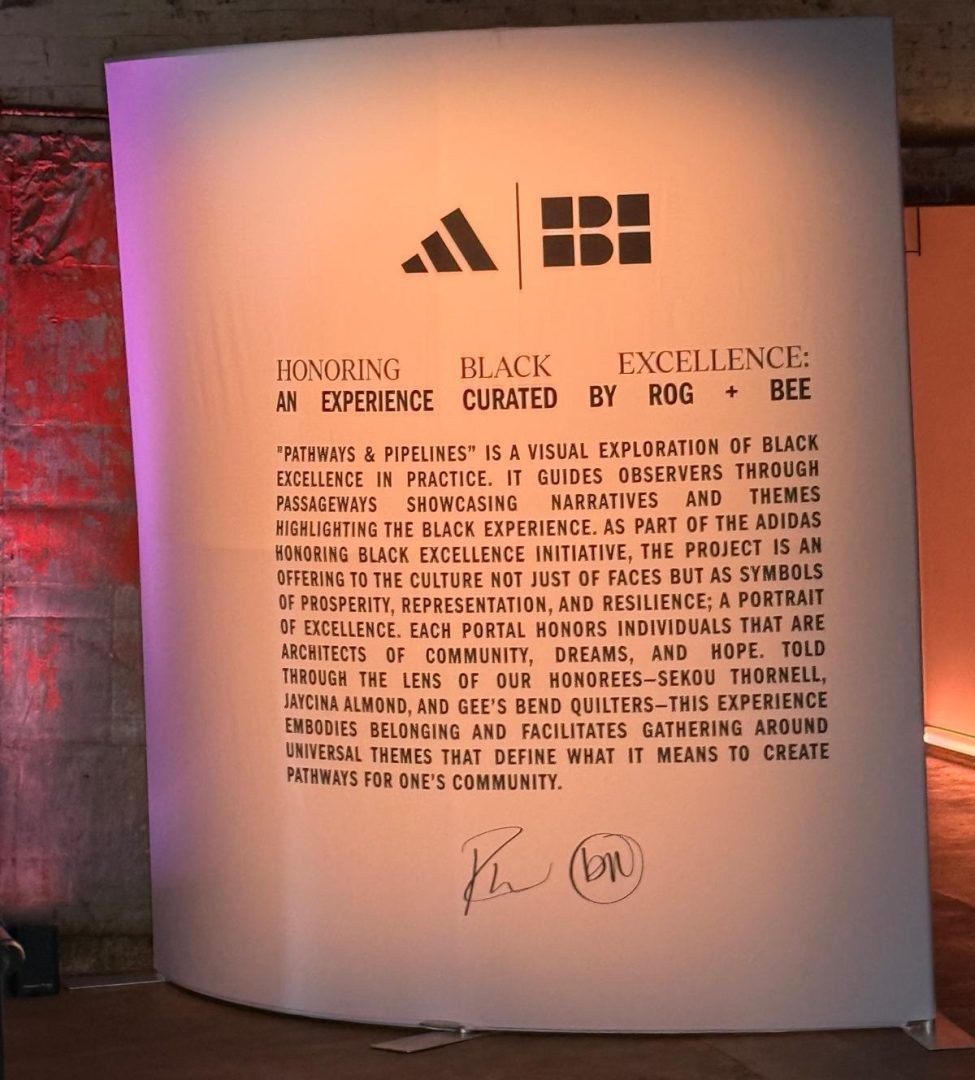 HONORING BLACK EXCELLENCE:
AN EXPERIENCE CURATED BY ROG + BEE
"PATHWAYS & PIPELINES" IS A VISUAL EXPLORATION OF BLACK
EXCELLENCE IN PRACTICE. IT GUIDES OBSERVERS THROUGH
PASSAGEWAYS SHOWCASING NARRATIVES AND THEMES
HIGHLIGHTING THE BLACK EXPERIENCE. AS PART OF THE ADIDAS
HONORING BLACK EXCELLENCE INITIATIVE, THE PROJECT IS AN
OFFERING TO THE CULTURE NOT JUST OF FACES BUT AS SYMBOLS
OF PROSPERITY, REPRESENTATION, AND RESILIENCE; A PORTRAIT
OF EXCELLENCE. EACH PORTAL HONORS INDIVIDUALS THAT ARE
ARCHITECTS OF COMMUNITY, DREAMS, AND HOPE. TOLD
THROUGH THE LENS OF OUR HONOREES—SEKOU THORNELL,
JAYCINA ALMOND, AND GEE'S BEND QUILTERS—THIS EXPERIENCE
EMBODIES BELONGING AND FACILITATES GATHERING AROUND
UNIVERSAL THEMES THAT DEFINE WHAT IT MEANS TO CREATE
PATHWAYS FOR ONE'S COMMUNITY.